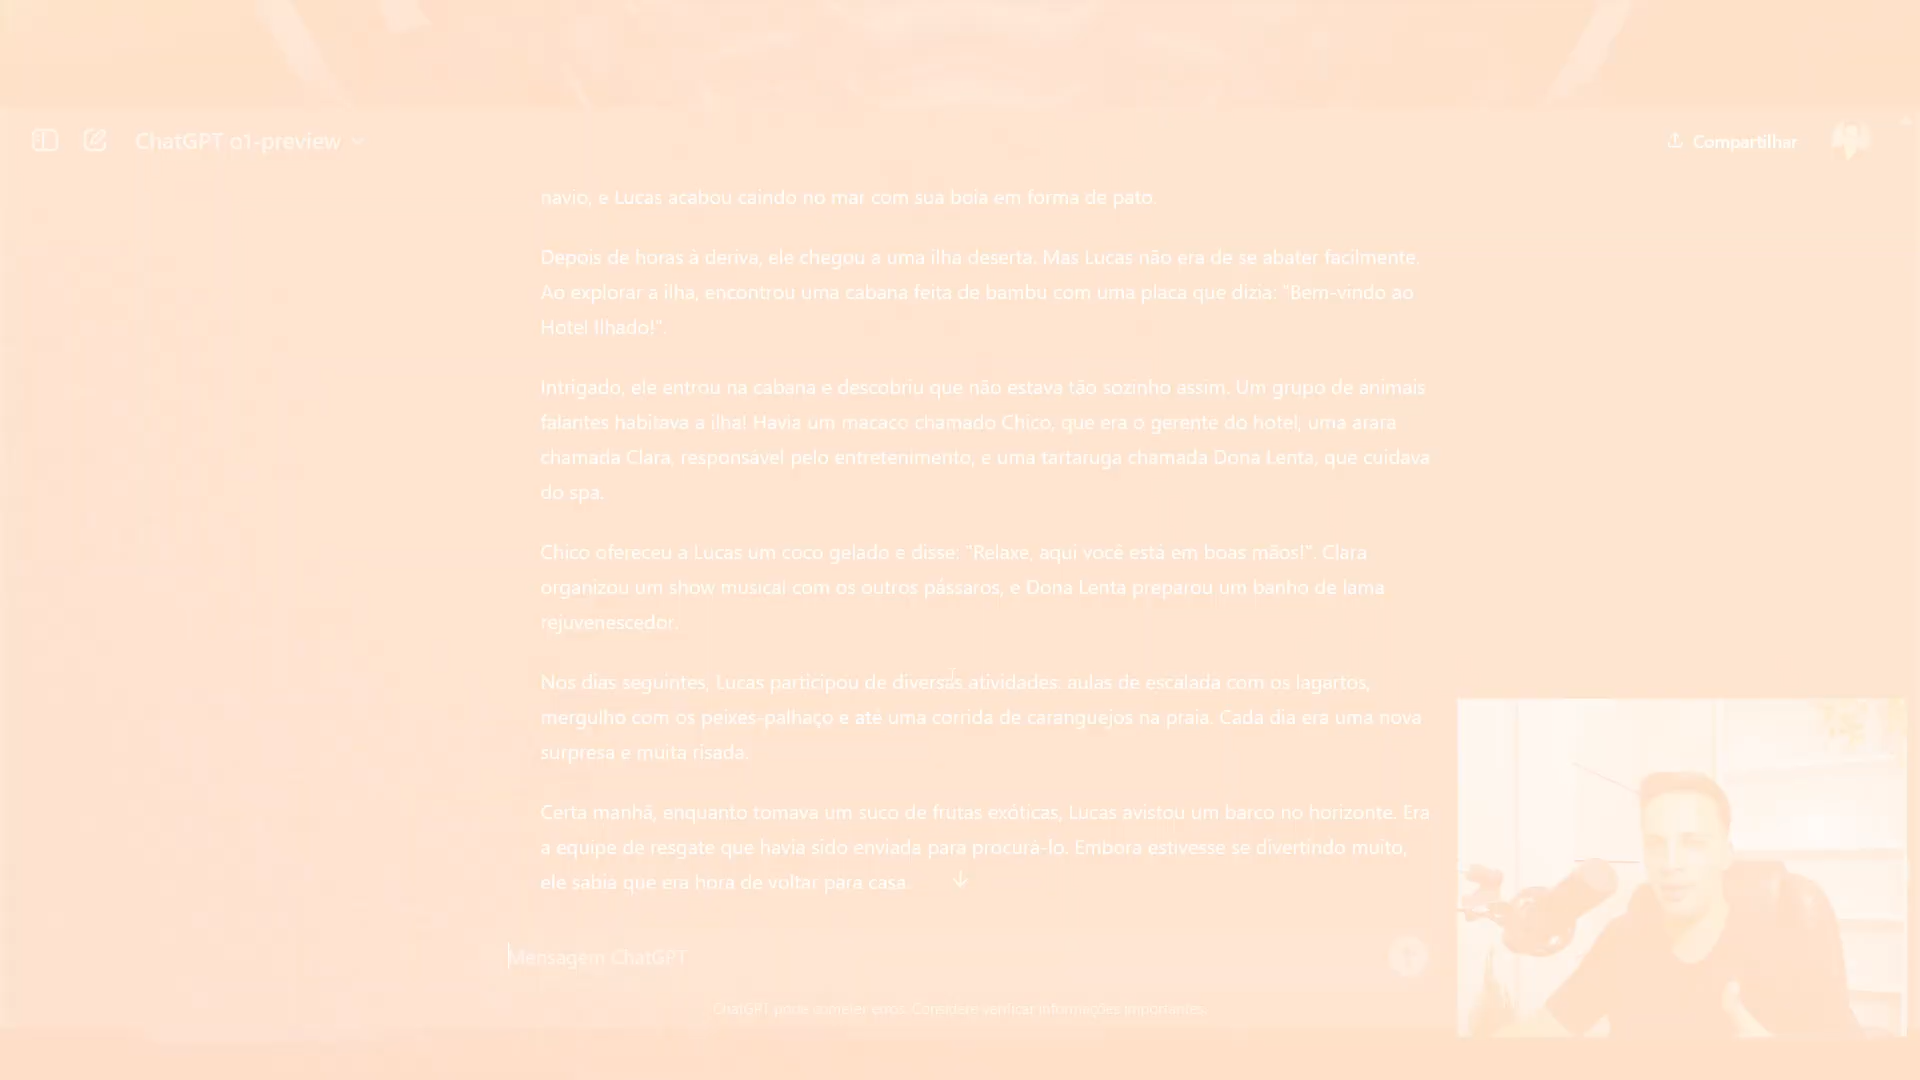 ChatGPT o1-preview
Compartilhar
navio, e Lucas acabou caindo no mar com sua boia em forma de pato.
Depois de horas à deriva, ele chegou a uma ilha deserta. Mas Lucas não era de se abater facilmente.
Ao explorar a ilha, encontrou uma cabana feita de bambu com uma placa que dizia: "Bem-vindo ao
Hotel Ilhado!".
Intrigado, ele entrou na cabana e descobriu que não estava tão sozinho assim. Um grupo de animais
falantes habitava a ilha! Havia um macaco chamado Chico, que era o gerente do hotel; uma arara
chamada Clara, responsável pelo entretenimento; e uma tartaruga chamada Dona Lenta, que cuidava
do spa.
Chico ofereceu a Lucas um coco gelado e disse: "Relaxe, aqui você está em boas mãos!". Clara
organizou um show musical com os outros pássaros, e Dona Lenta preparou um banho de lama
rejuvenescedor.
Nos dias seguintes, Lucas participou de diversas atividades: aulas de escalada com os lagartos,
mergulho com os peixes-palhaço e até uma corrida de caranguejos na praia. Cada dia era uma nova
surpresa e muita risada.
Certa manhã, enquanto tomava um suco de frutas exóticas, Lucas avistou um barco no horizonte. Era
a equipe de resgate que havia sido enviada para procurá-lo. Embora estivesse se divertindo muito,
ele sabia que era hora de voltar para casa.
Mensagem ChatGPT
ChatGPT pode cometer erros. Considere verificar informações importantes.